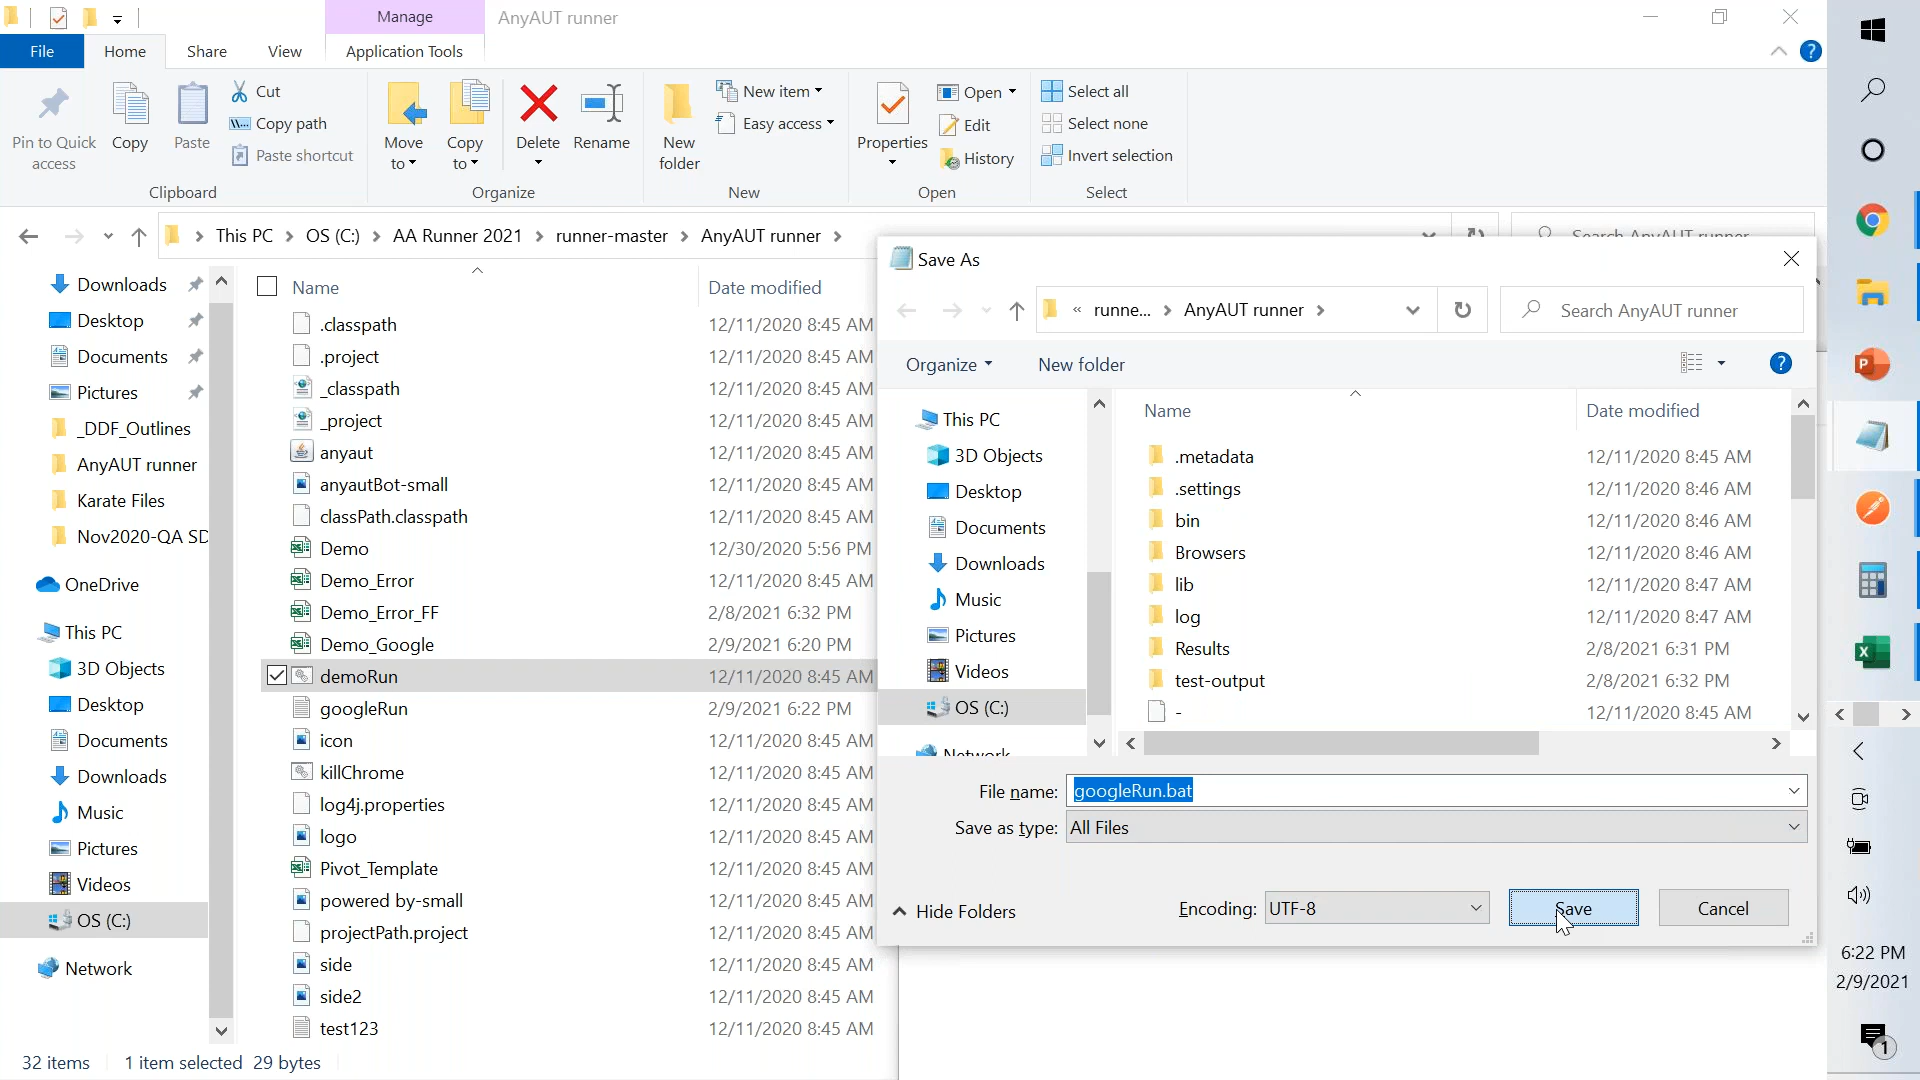 Manage
AnyAUT runner
File
Home
Share
View
Application Tools
Pin to Quick access
Copy
Paste
Cut
Copy path
Paste shortcut
Clipboard
Move to
Copy to
Delete
Rename
Organize
New folder
New item
Easy access
New
Properties
Open
Edit
History
Open
Select all
Select none
Invert selection
Select
This PC > OS (C:) > AA Runner 2021 > runner-master > AnyAUT runner >
Search AnyAUT runner
Downloads
Desktop
Documents
Pictures
_DDF_Outlines
AnyAUT runner
Karate Files
Nov2020-QA SD
OneDrive
This PC
3D Objects
Desktop
Documents
Downloads
Music
Pictures
Videos
OS (C:)
Network
Name Date modified
.classpath 12/11/2020 8:45 AM
.project 12/11/2020 8:45 AM
_classpath 12/11/2020 8:45 AM
_project 12/11/2020 8:45 AM
anyaut 12/11/2020 8:45 AM
anyautBot-small 12/11/2020 8:45 AM
classPath.classpath 12/11/2020 8:45 AM
Demo 12/30/2020 5:56 PM
Demo_Error 12/11/2020 8:45 AM
Demo_Error_FF 2/8/2021 6:32 PM
Demo_Google 2/9/2021 6:20 PM
demoRun 12/11/2020 8:45 AM
googleRun 2/9/2021 6:22 PM
icon 12/11/2020 8:45 AM
killChrome 12/11/2020 8:45 AM
log4j.properties 12/11/2020 8:45 AM
logo 12/11/2020 8:45 AM
Pivot_Template 12/11/2020 8:45 AM
powered by-small 12/11/2020 8:45 AM
projectPath.project 12/11/2020 8:45 AM
side 12/11/2020 8:45 AM
side2 12/11/2020 8:45 AM
test123 12/11/2020 8:45 AM
32 items 1 item selected 29 bytes
Save As
« runne... > AnyAUT runner >
Search AnyAUT runner
Organize
New folder
This PC
3D Objects
Desktop
Documents
Downloads
Music
Pictures
Videos
OS (C:)
Network
Name Date modified
.metadata 12/11/2020 8:45 AM
.settings 12/11/2020 8:46 AM
bin 12/11/2020 8:46 AM
Browsers 12/11/2020 8:46 AM
lib 12/11/2020 8:47 AM
log 12/11/2020 8:47 AM
Results 2/8/2021 6:31 PM
test-output 2/8/2021 6:32 PM
- 12/11/2020 8:45 AM
File name: googleRun.bat
Save as type: All Files
Hide Folders
Encoding: UTF-8
Save
Cancel
6:22 PM
2/9/2021
1